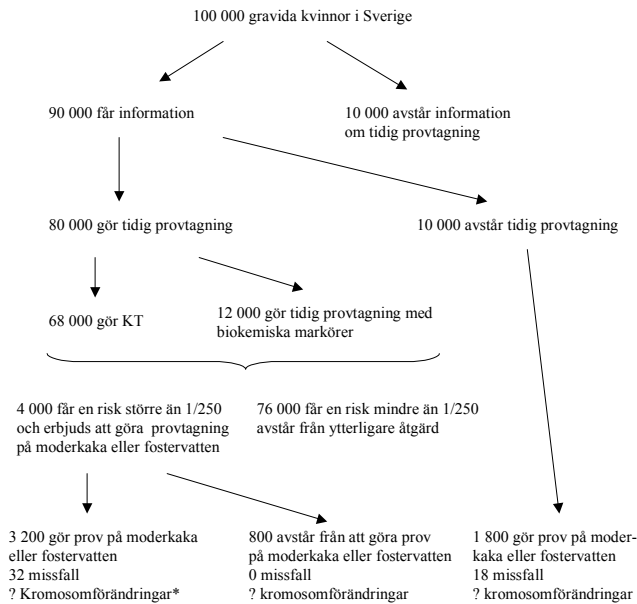 100 000 gravida kvinnor i Sverige
90 000 får information
10 000 avstår information
om tidig provtagning
80 000 gör tidig provtagning
10 000 avstår tidig provtagning
68 000 gör KT
12 000 gör tidig provtagning med
biokemiska markörer
4 000 får en risk större än 1/250
och erbjuds att göra provtagning
på moderkaka eller fostervatten
76 000 får en risk mindre än 1/250
avstår från ytterligare åtgärd
3 200 gör prov på moderkaka
eller fostervatten
32 missfall
? Kromosomförändringar*
800 avstår från att göra prov
på moderkaka eller fostervatten
0 missfall
? kromosomförändringar
1 800 gör prov på moder-
kaka eller fostervatten
18 missfall
? kromosomförändringar